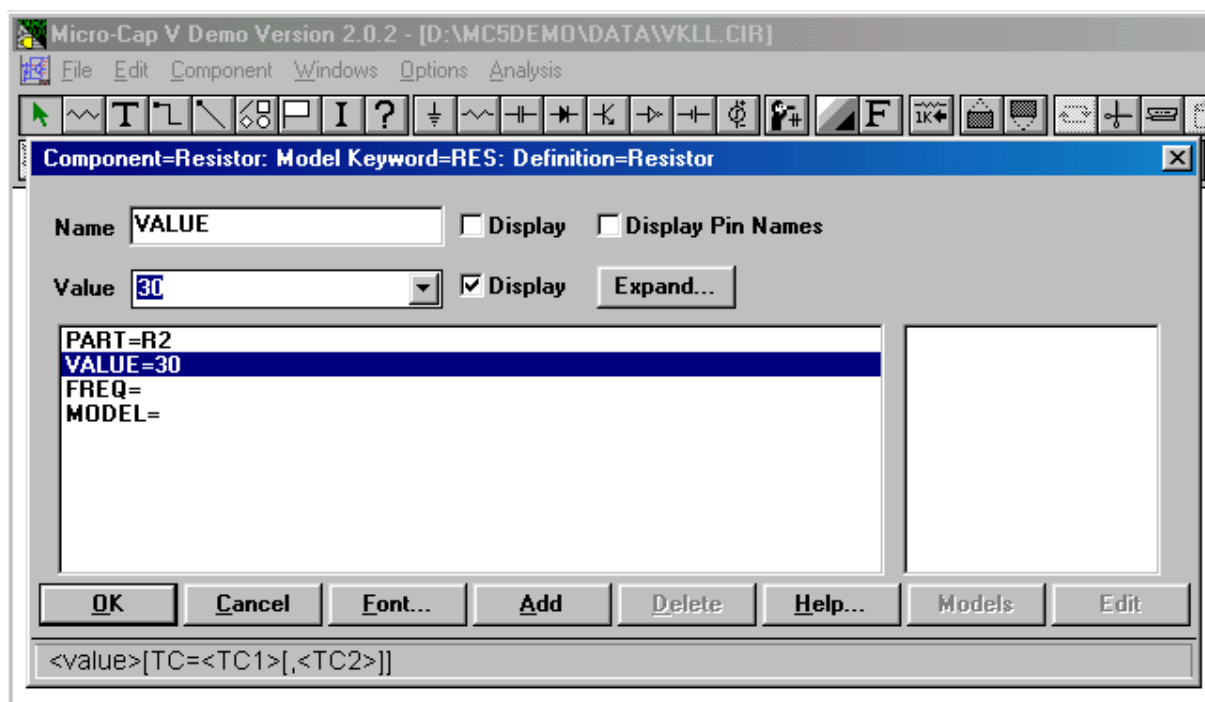 Micro-Cap V Demo Version 2.0.2 - [D:\MC5DEMO\DATA\VKLL.CIR]
File Edit Component Windows Options Analysis
T I ? F 1K
Component=Resistor: Model Keyword=RES: Definition=Resistor
Name VALUE Display Display Pin Names
Value 30 Display Expand...
PART=R2
VALUE=30
FREQ=
MODEL=
OK Cancel Font... Add Delete Help... Models Edit
<value>[TC=<TC1>[,<TC2>]]